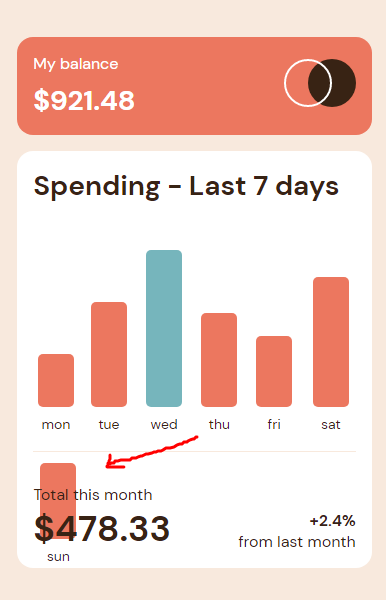 My balance
$921.48
Spending - Last 7 days
mon tue wed thu fri sat
Total this month
$478.33
+2.4%
from last month
sun